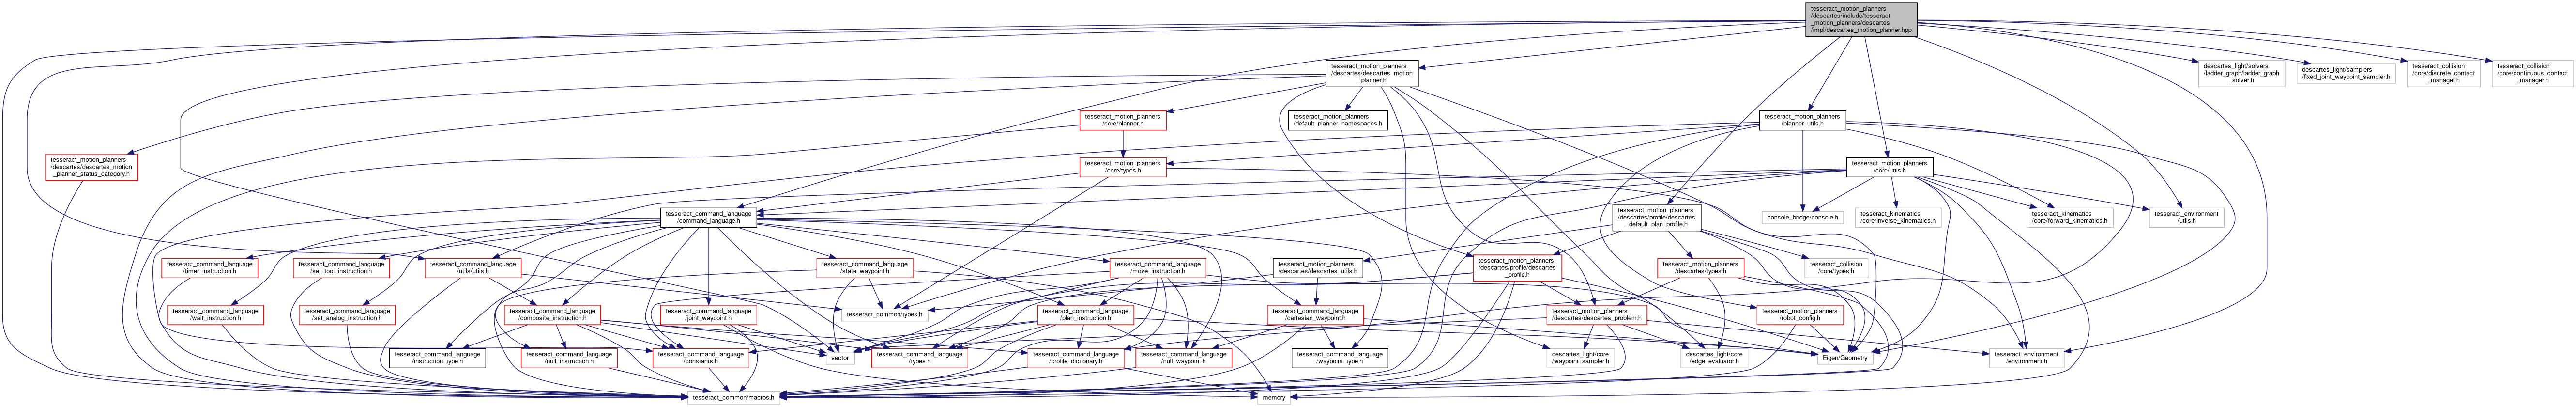 tesseract_motion_planners
/descartes/include/tesseract
_motion_planners/descartes
/impl/descartes_motion_planner.hpp
tesseract_motion_planners
/descartes/descartes_motion
_planner.h
descartes_light/solvers
/ladder_graph/ladder_graph
_solver.h
descartes_light/samplers
/fixed_joint_waypoint_sampler.h
tesseract_collision
/core/discrete_contact
_manager.h
tesseract_collision
/core/continuous_contact
_manager.h
tesseract_motion_planners
/core/planner.h
tesseract_motion_planners
/default_planner_namespaces.h
tesseract_motion_planners
/planner_utils.h
tesseract_motion_planners
/descartes/descartes_motion
_planner_status_category.h
tesseract_motion_planners
/core/types.h
tesseract_motion_planners
/core/utils.h
tesseract_command_language
/command_language.h
tesseract_motion_planners
/descartes/profile/descartes
_default_plan_profile.h
console_bridge/console.h
tesseract_kinematics
/core/inverse_kinematics.h
tesseract_kinematics
/core/forward_kinematics.h
tesseract_environment
/utils.h
tesseract_command_language
/timer_instruction.h
tesseract_command_language
/set_tool_instruction.h
tesseract_command_language
/utils/utils.h
tesseract_command_language
/state_waypoint.h
tesseract_command_language
/move_instruction.h
tesseract_motion_planners
/descartes/descartes_utils.h
tesseract_motion_planners
/descartes/profile/descartes
_profile.h
tesseract_motion_planners
/descartes/types.h
tesseract_collision
/core/types.h
tesseract_command_language
/wait_instruction.h
tesseract_command_language
/set_analog_instruction.h
tesseract_command_language
/composite_instruction.h
tesseract_command_language
/joint_waypoint.h
tesseract_common/types.h
tesseract_command_language
/plan_instruction.h
tesseract_command_language
/cartesian_waypoint.h
tesseract_motion_planners
/descartes/descartes_problem.h
tesseract_motion_planners
/robot_config.h
tesseract_command_language
/instruction_type.h
tesseract_command_language
/null_instruction.h
tesseract_command_language
/constants.h
vector
tesseract_command_language
/types.h
tesseract_command_language
/profile_dictionary.h
tesseract_command_language
/null_waypoint.h
tesseract_command_language
/waypoint_type.h
descartes_light/core
/waypoint_sampler.h
descartes_light/core
/edge_evaluator.h
Eigen/Geometry
tesseract_environment
/environment.h
tesseract_common/macros.h
memory